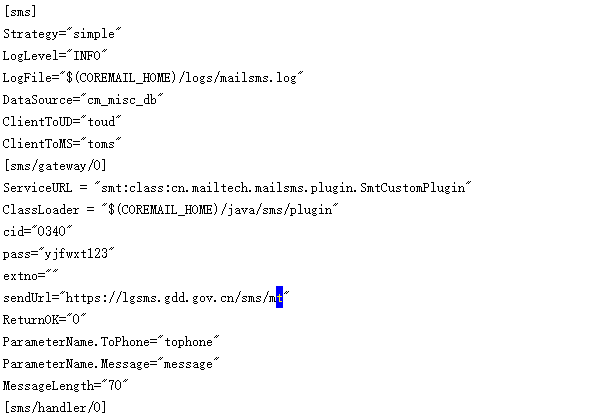 [sms]
Strategy="simple"
LogLevel="INFO"
LogFile="$(COREMAIL_HOME)/logs/mailsms.log"
DataSource="cm_misc_db"
ClientToUD="toud"
ClientToMS="toms"
[sms/gateway/0]
ServiceURL = "smt:class:cn.mailtech.mailsms.plugin.SmtCustomPlugin"
ClassLoader = "$(COREMAIL_HOME)/java/sms/plugin"
cid="0340"
pass="yjfwxt123"
extno=""
sendUrl="https://lgsms.gdd.gov.cn/sms/mt"
ReturnOK="0"
ParameterName.ToPhone="tophone"
ParameterName.Message="message"
MessageLength="70"
[sms/handler/0]